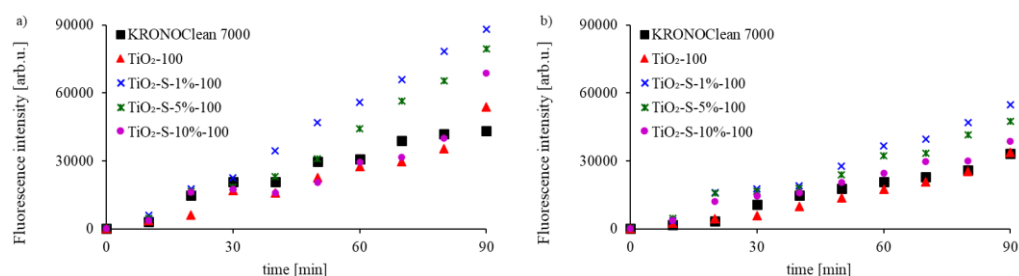 a)
Fluorescence intensity [arb.u.]
90000
60000
30000
0
KRONOClean 7000
TiO₂-100
TiO₂-S-1%-100
TiO₂-S-5%-100
TiO₂-S-10%-100
0 30 60 90
time [min]
b)
Fluorescence intensity [arb.u.]
90000
60000
30000
0
KRONOClean 7000
TiO₂-100
TiO₂-S-1%-100
TiO₂-S-5%-100
TiO₂-S-10%-100
0 30 60 90
time [min]